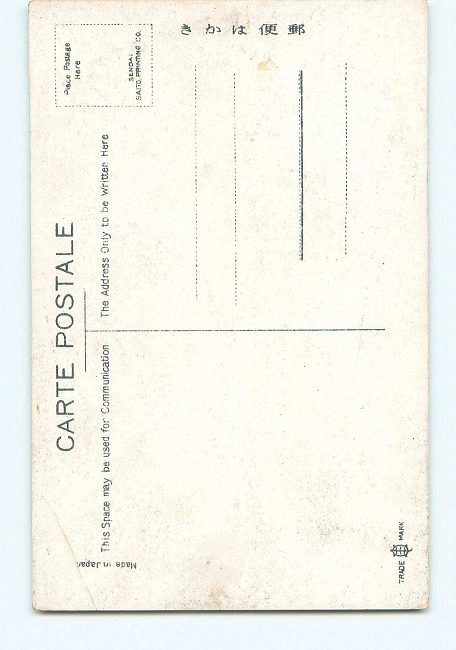 郵便はかき
CARTE POSTALE
Place Postage
Here
SENDAI
SAITO PRINTING CO.
This Space may be used for Communication
The Address Only to be Written Here
Made in Japan
TRADE MARK